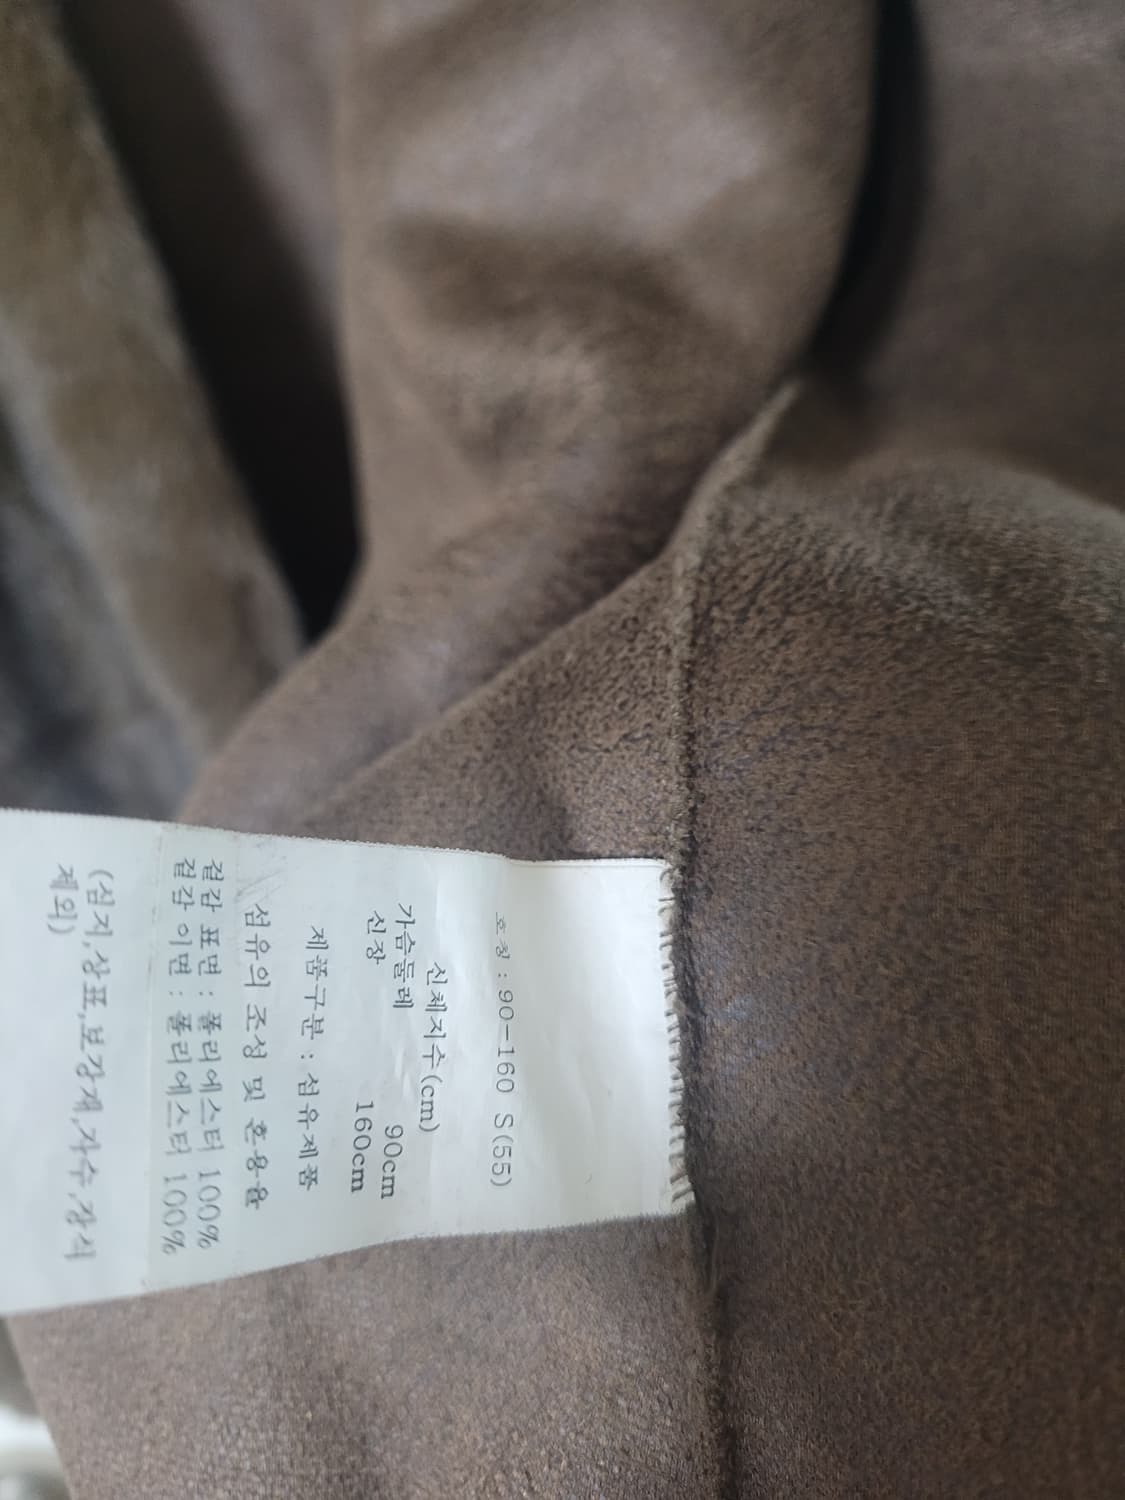 호칭 : 90-160 S(55)
신체치수(cm)
가슴둘레 90cm
신장 160cm
제품구분 : 섬유제품
섬유의 조성 및 혼용율
겉감 표면 : 폴리에스터 100%
겉감 이면 : 폴리에스터 100%
(심지,상표,보강재,자수,장식
제외)